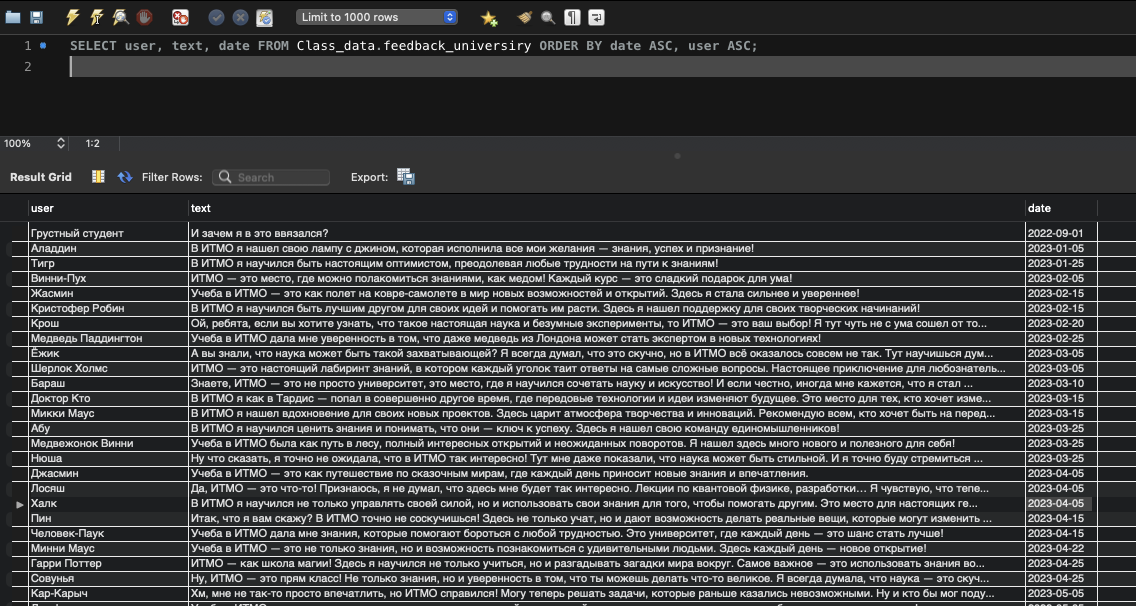 Limit to 1000 rows
1 SELECT user, text, date FROM Class_data.feedback_universiry ORDER BY date ASC, user ASC;
2
100% 1:2
Result Grid Filter Rows: Search Export:
user text date
Грустный студент И зачем я в это ввязался? 2022-09-01
Аладдин В ИТМО я нашел свою лампу с джином, которая исполнила все мои желания — знания, успех и признание! 2023-01-05
Тигр В ИТМО я научился быть настоящим оптимистом, преодолевая любые трудности на пути к знаниям! 2023-01-25
Винни-Пух ИТМО — это место, где можно полакомиться знаниями, как медом! Каждый курс — это сладкий подарок для ума! 2023-02-05
Жасмин Учеба в ИТМО — это как полет на ковре-самолете в мир новых возможностей и открытий. Здесь я стала сильнее и увереннее! 2023-02-15
Кристофер Робин В ИТМО я научился быть лучшим другом для своих идей и помогать им расти. Здесь я нашел поддержку для своих творческих начинаний! 2023-02-15
Крош Ой, ребята, если вы хотите узнать, что такое настоящая наука и безумные эксперименты, то ИТМО — это ваш выбор! Я тут чуть не с ума сошел от то... 2023-02-20
Медведь Паддингтон Учеба в ИТМО дала мне уверенность в том, что даже медведь из Лондона может стать экспертом в новых технологиях! 2023-02-25
Ёжик А вы знали, что наука может быть такой захватывающей? Я всегда думал, что это скучно, но в ИТМО всё оказалось совсем не так. Тут научишься дум... 2023-03-05
Шерлок Холмс ИТМО — это настоящий лабиринт знаний, в котором каждый уголок таит ответы на самые сложные вопросы. Настоящее приключение для любознатель... 2023-03-05
Бараш Знаете, ИТМО — это не просто университет, это место, где я научился сочетать науку и искусство! И если честно, иногда мне кажется, что я стал ... 2023-03-10
Доктор Кто В ИТМО я как в Тардис — попал в совершенно другое время, где передовые технологии и идеи изменяют будущее. Это место для тех, кто хочет изме... 2023-03-15
Микки Маус В ИТМО я нашел вдохновение для своих новых проектов. Здесь царит атмосфера творчества и инноваций. Рекомендую всем, кто хочет быть на перед... 2023-03-15
Абу В ИТМО я научился ценить знания и понимать, что они — ключ к успеху. Здесь я нашел свою команду единомышленников! 2023-03-25
Медвежонок Винни Учеба в ИТМО была как путь в лесу, полный интересных открытий и неожиданных поворотов. Я нашел здесь много нового и полезного для себя! 2023-03-25
Нюша Ну что сказать, я точно не ожидала, что в ИТМО так интересно! Тут мне даже показали, что наука может быть стильной. И я точно буду стремиться ... 2023-03-25
Джасмин Учеба в ИТМО — это как путешествие по сказочным мирам, где каждый день приносит новые знания и впечатления. 2023-04-05
Лосяш Да, ИТМО — это что-то! Признаюсь, я не думал, что здесь мне будет так интересно. Лекции по квантовой физике, разработки... Я чувствую, что тепе... 2023-04-05
Халк В ИТМО я научился не только управлять своей силой, но и использовать свои знания для того, чтобы помогать другим. Это место для настоящих ге... 2023-04-05
Пин Итак, что я вам скажу? В ИТМО точно не соскучишься! Здесь не только учат, но и дают возможность делать реальные вещи, которые могут изменить ... 2023-04-15
Человек-Паук Учеба в ИТМО дала мне знания, которые помогают бороться с любой трудностью. Это университет, где каждый день — это шанс стать лучше! 2023-04-15
Минни Маус Учеба в ИТМО — это не только знания, но и возможность познакомиться с удивительными людьми. Здесь каждый день — новое открытие! 2023-04-22
Гарри Поттер ИТМО — как школа магии! Здесь я научился не только учиться, но и разгадывать загадки мира вокруг. Самое важное — это использовать знания во... 2023-04-25
Совунья Ну, ИТМО — это прям класс! Не только знания, но и уверенность в том, что ты можешь делать что-то великое. Я всегда думала, что наука — это скуч... 2023-04-25
Кар-Карыч Хм, мне не так-то просто впечатлить, но ИТМО справился! Могу теперь решать задачи, которые раньше казались невозможными. Ну и кто бы мог поду... 2023-05-05